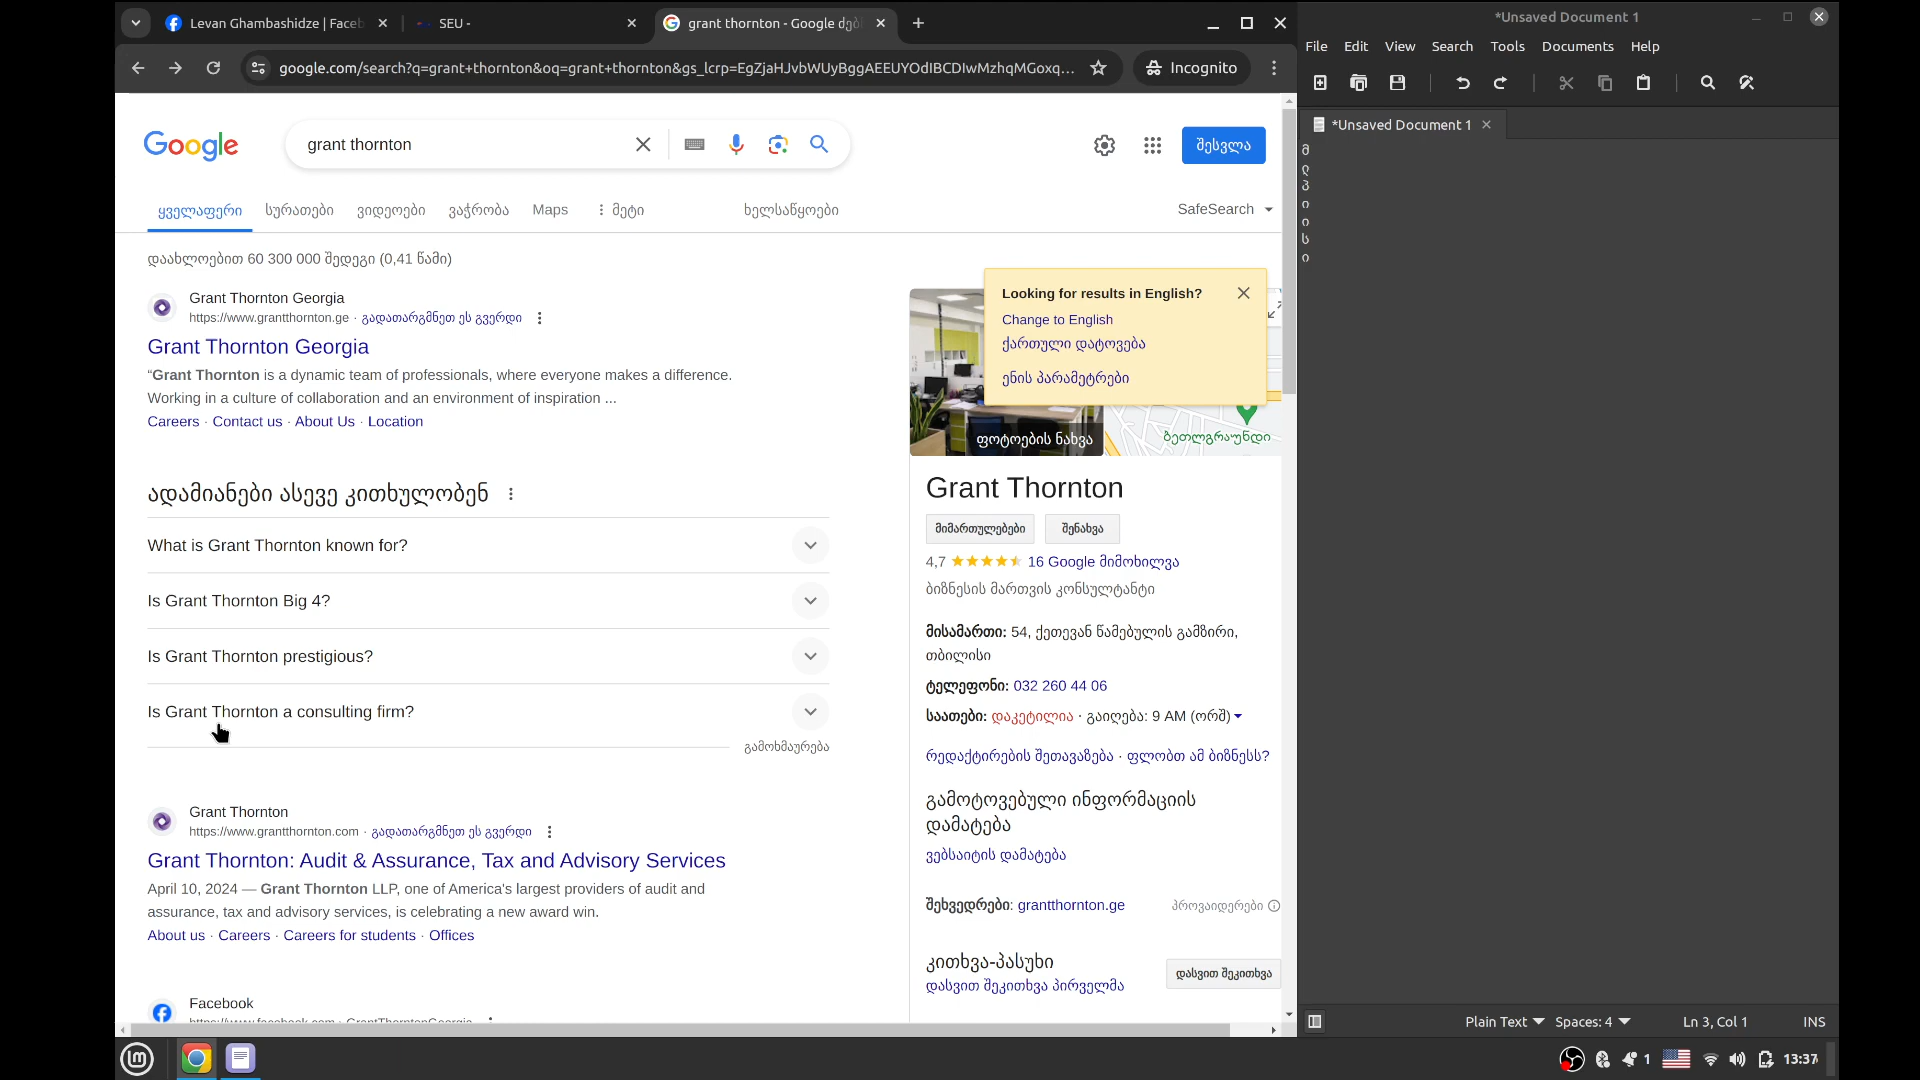 Levan Ghambashidze | Faceb
SEU -
grant thornton - Google ძებ
google.com/search?q=grant+thornton&oq=grant+thornton&gs_lcrp=EgZjaHJvbWUyBggAEEUYOdIBCDIwMzhqMGoxq...
Incognito
Google
grant thornton
შესვლა
ყველაფერი
სურათები
ვიდეოები
ვაჭრობა
Maps
მეტი
ხელსაწყოები
SafeSearch
დაახლოებით 60 300 000 შედეგი (0,41 წამი)
Grant Thornton Georgia
https://www.grantthornton.ge · გადათარგმნეთ ეს გვერდი
Grant Thornton Georgia
“Grant Thornton is a dynamic team of professionals, where everyone makes a difference.
Working in a culture of collaboration and an environment of inspiration ...
Careers · Contact us · About Us · Location
ადამიანები ასევე კითხულობენ
What is Grant Thornton known for?
Is Grant Thornton Big 4?
Is Grant Thornton prestigious?
Is Grant Thornton a consulting firm?
გამოხმაურება
Grant Thornton
https://www.grantthornton.com · გადათარგმნეთ ეს გვერდი
Grant Thornton: Audit & Assurance, Tax and Advisory Services
April 10, 2024 — Grant Thornton LLP, one of America's largest providers of audit and
assurance, tax and advisory services, is celebrating a new award win.
About us · Careers · Careers for students · Offices
Facebook
Looking for results in English?
Change to English
ქართული დატოვება
ენის პარამეტრები
ფოტოების ნახვა
ბეთლგრაუნდი
Grant Thornton
მიმართულებები
შენახვა
4,7
16 Google მიმოხილვა
ბიზნესის მართვის კონსულტანტი
მისამართი: 54, ქეთევან წამებულის გამზირი,
თბილისი
ტელეფონი: 032 260 44 06
საათები: დაკეტილია · გაიღება: 9 AM (ორშ)
რედაქტირების შეთავაზება · ფლობთ ამ ბიზნესს?
გამოტოვებული ინფორმაციის
დამატება
ვებსაიტის დამატება
შეხვედრები: grantthornton.ge
პროვაიდერები
კითხვა-პასუხი
დასვით შეკითხვა პირველმა
დასვით შეკითხვა
*Unsaved Document 1
File Edit View Search Tools Documents Help
*Unsaved Document 1
მ
ლ
პ
ი
ი
ს
ი
Plain Text
Spaces: 4
Ln 3, Col 1
INS
1
13:37